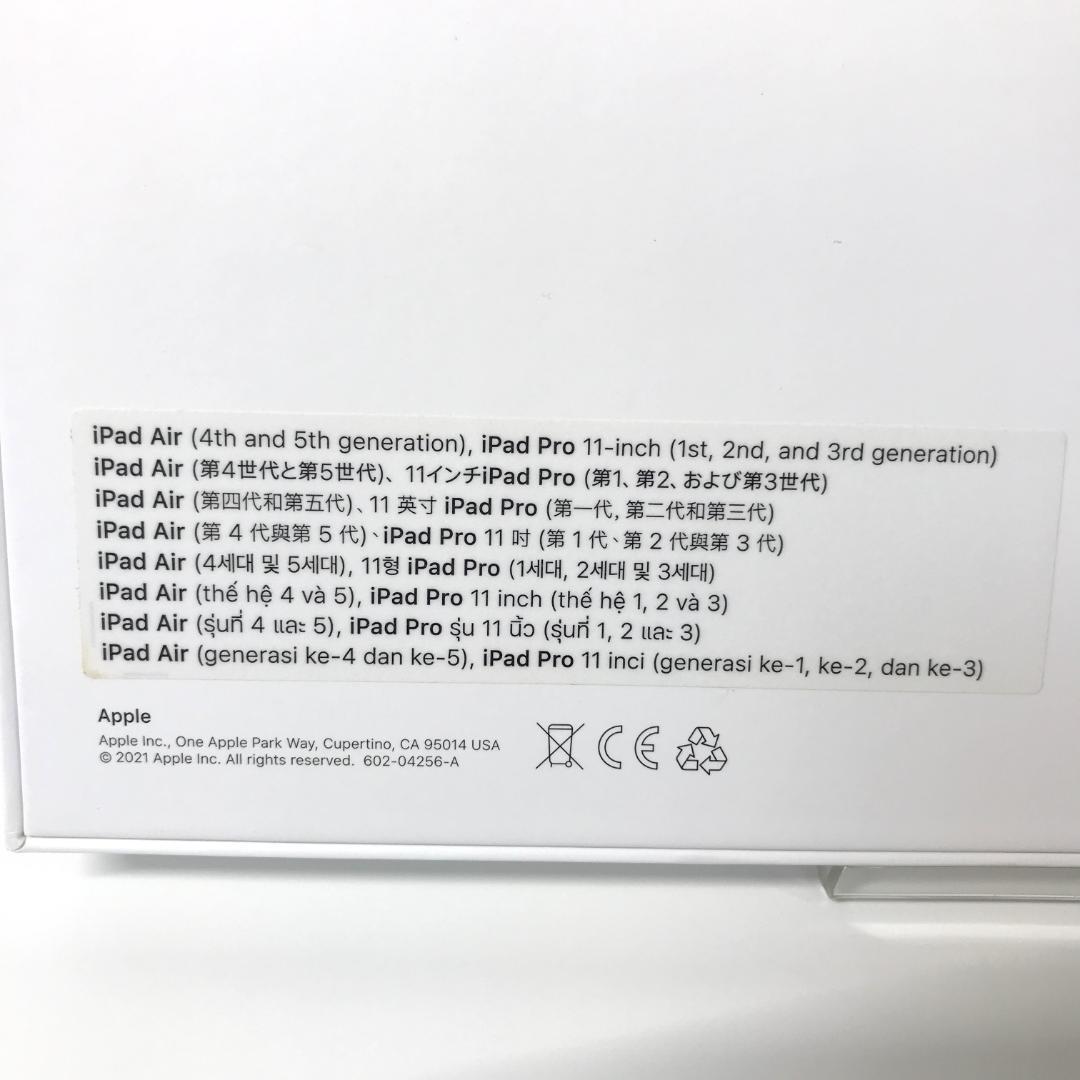 iPad Air (4th and 5th generation), iPad Pro 11-inch (1st, 2nd, and 3rd generation)
iPad Air (第4世代と第5世代)、11インチiPad Pro (第1、第2、および第3世代)
iPad Air (第四代和第五代)、11 英寸 iPad Pro (第一代, 第二代和第三代)
iPad Air (第 4 代與第 5 代)、iPad Pro 11 吋 (第 1 代、第 2 代與第 3 代)
iPad Air (4세대 및 5세대), 11형 iPad Pro (1세대, 2세대 및 3세대)
iPad Air (thế hệ 4 và 5), iPad Pro 11 inch (thế hệ 1, 2 và 3)
iPad Air (รุ่นที่ 4 และ 5), iPad Pro รุ่น 11 นิ้ว (รุ่นที่ 1, 2 และ 3)
iPad Air (generasi ke-4 dan ke-5), iPad Pro 11 inci (generasi ke-1, ke-2, dan ke-3)
Apple
Apple Inc., One Apple Park Way, Cupertino, CA 95014 USA
© 2021 Apple Inc. All rights reserved. 602-04256-A
CE